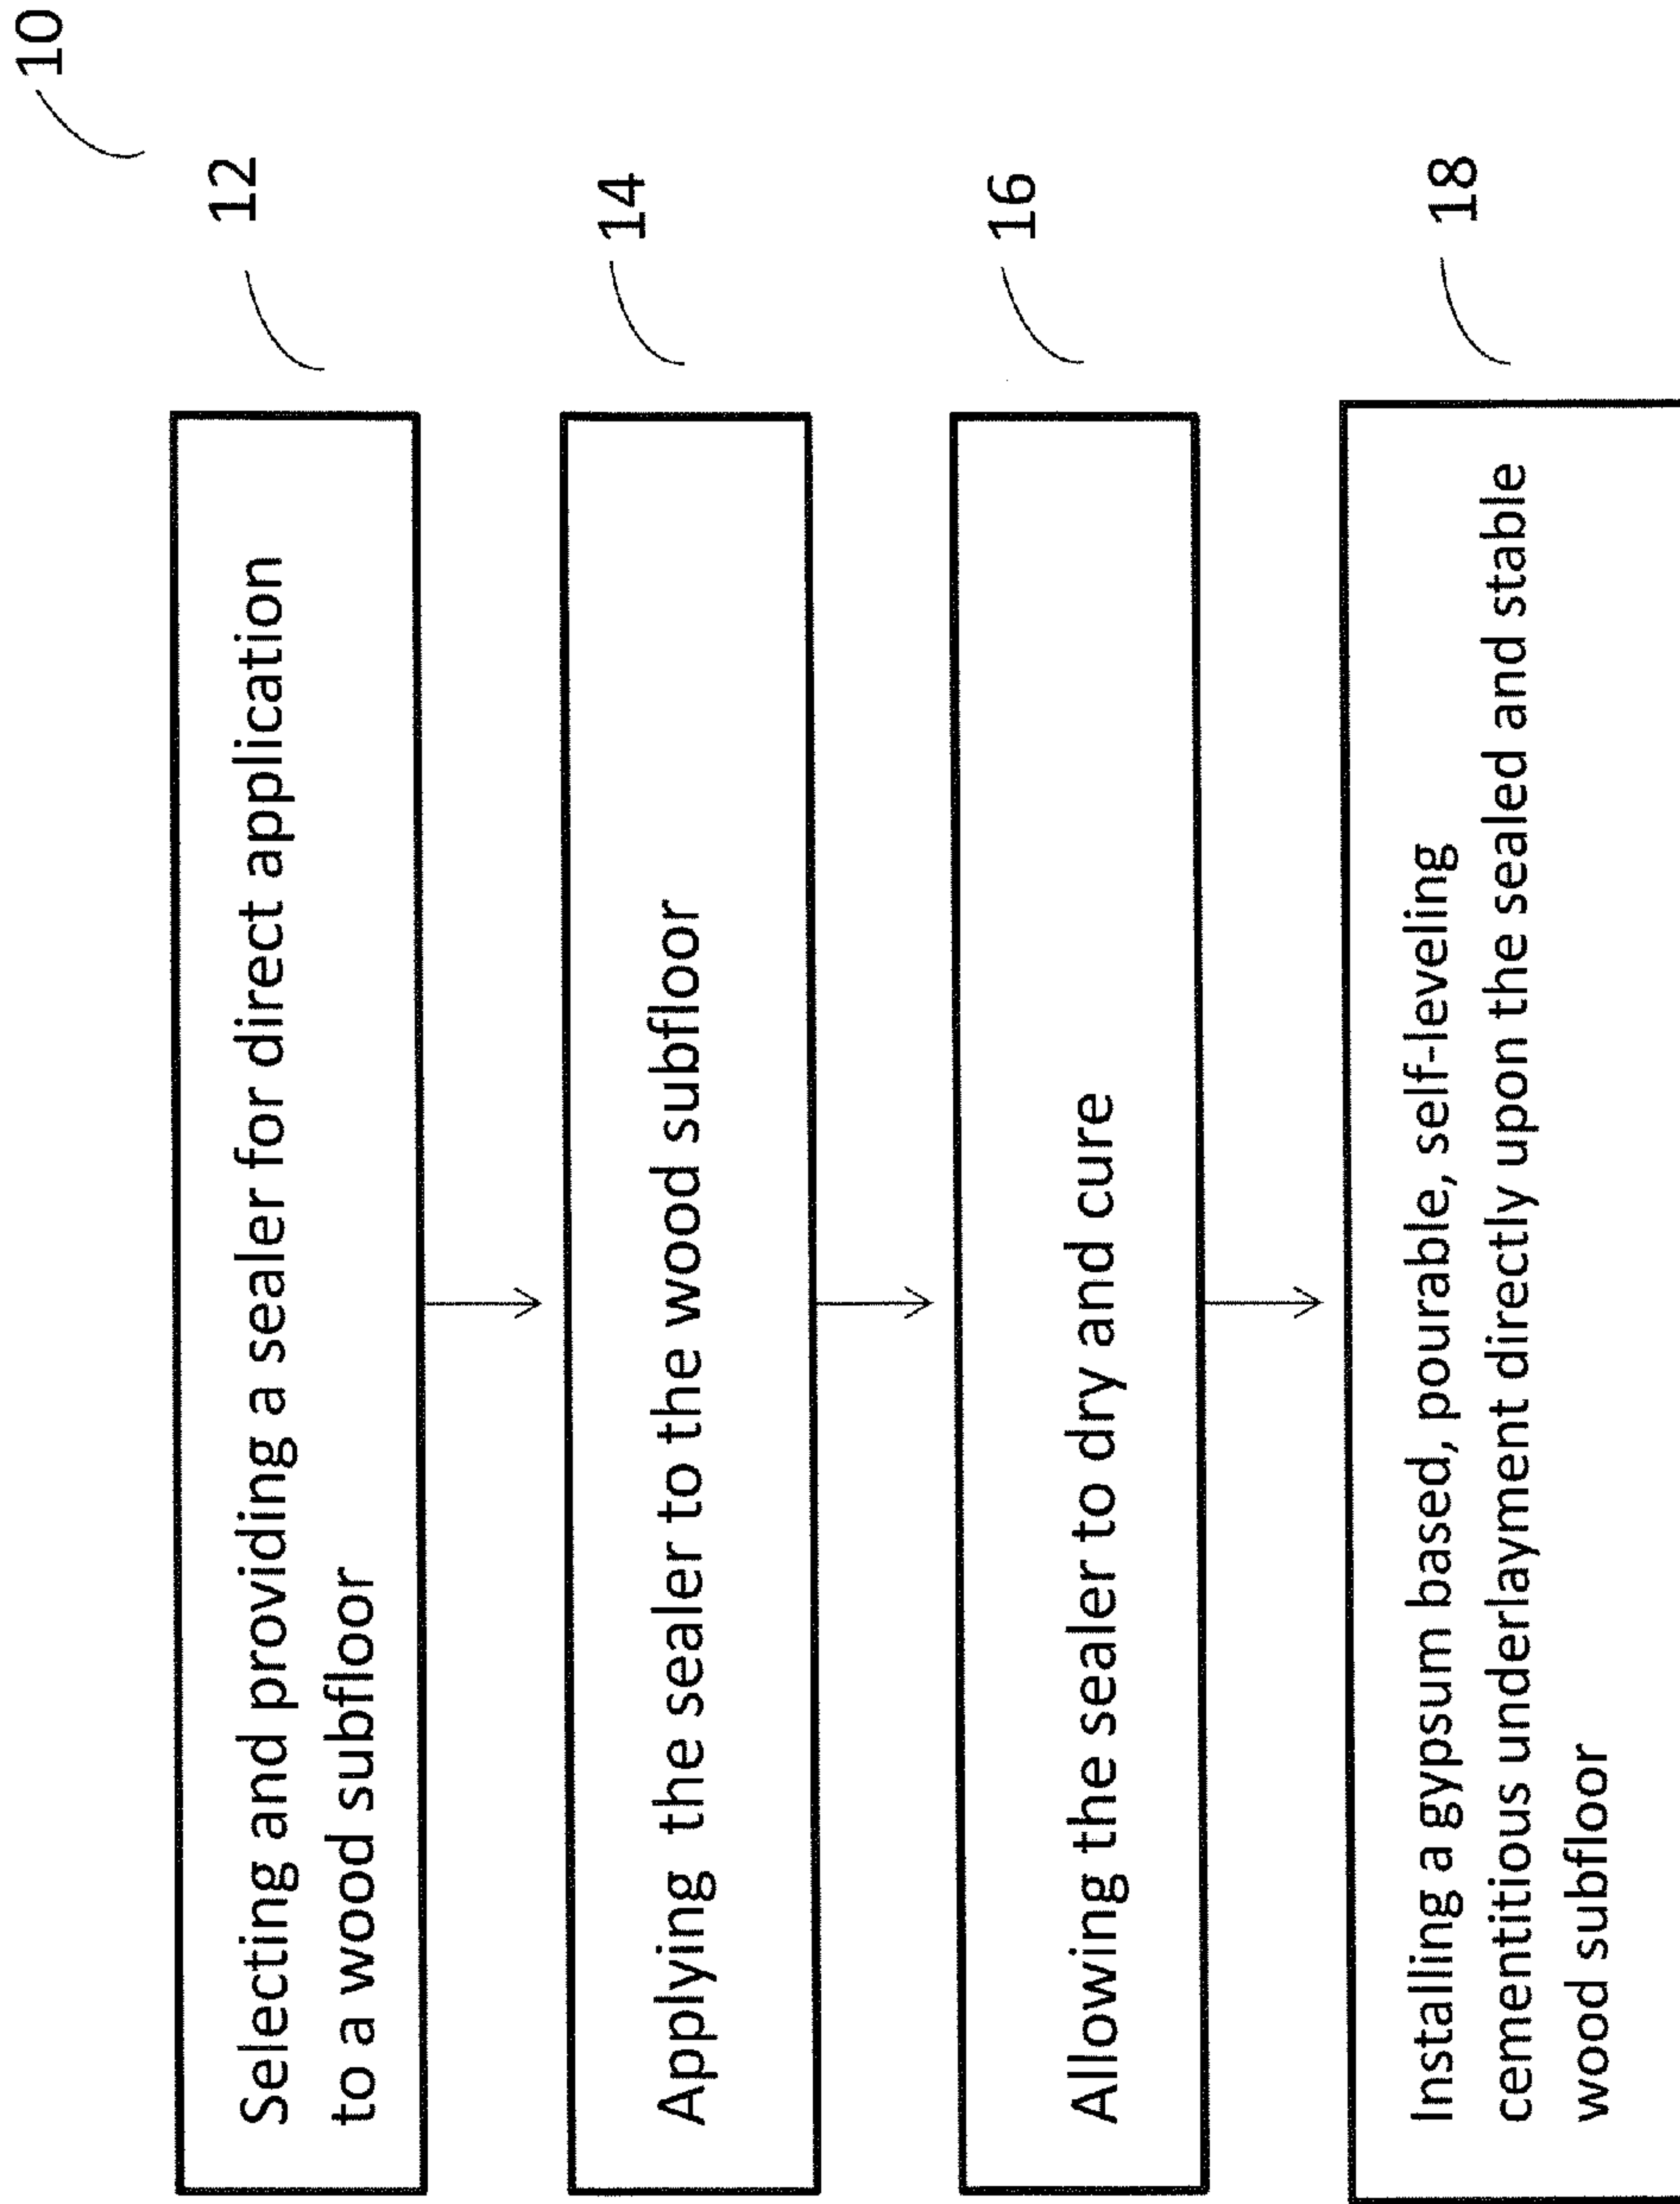 10
Selecting and providing a sealer for direct application
to a wood subfloor
12
Applying the sealer to the wood subfloor
14
Allowing the sealer to dry and cure
16
Installing a gypsum based, pourable, self-leveling
cementitious underlayment directly upon the sealed and stable
wood subfloor
18